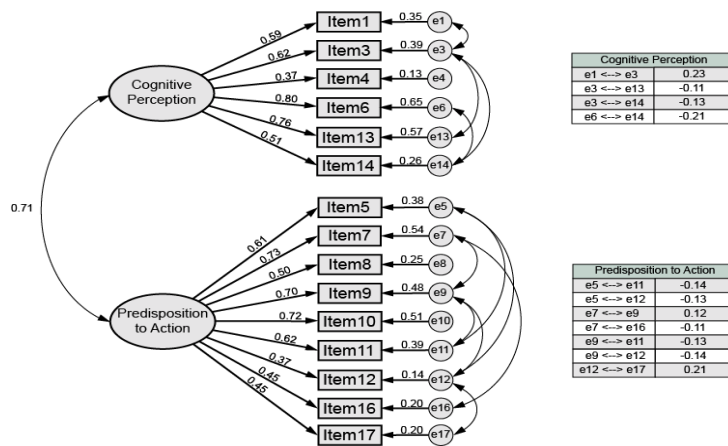 0.59 Item1 0.35 e1
0.62 Item3 0.39 e3
0.37 Item4 0.13 e4
0.80 Item6 0.65 e6
0.76 Item13 0.57 e13
0.51 Item14 0.26 e14
Cognitive
Perception
0.71
0.61 Item5 0.38 e5
0.73 Item7 0.54 e7
0.50 Item8 0.25 e8
0.70 Item9 0.48 e9
0.72 Item10 0.51 e10
0.62 Item11 0.39 e11
0.37 Item12 0.14 e12
0.45 Item16 0.20 e16
0.45 Item17 0.20 e17
Predisposition
to Action
Cognitive Perception
e1 <--> e3 0.23
e3 <--> e13 -0.11
e3 <--> e14 -0.13
e6 <--> e14 -0.21
Predisposition to Action
e5 <--> e11 -0.14
e5 <--> e12 -0.13
e7 <--> e9 0.12
e7 <--> e16 -0.11
e9 <--> e11 -0.13
e9 <--> e12 -0.14
e12 <--> e17 0.21